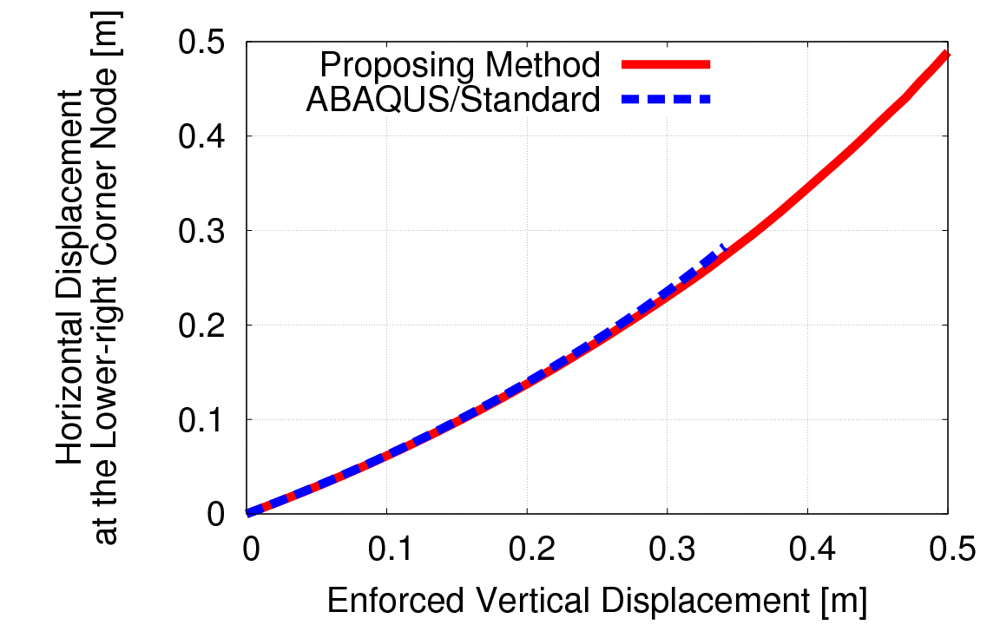 Horizontal Displacement
at the Lower-right Corner Node [m]
0.5
0.4
0.3
0.2
0.1
0
Proposing Method
ABAQUS/Standard
0 0.1 0.2 0.3 0.4 0.5
Enforced Vertical Displacement [m]